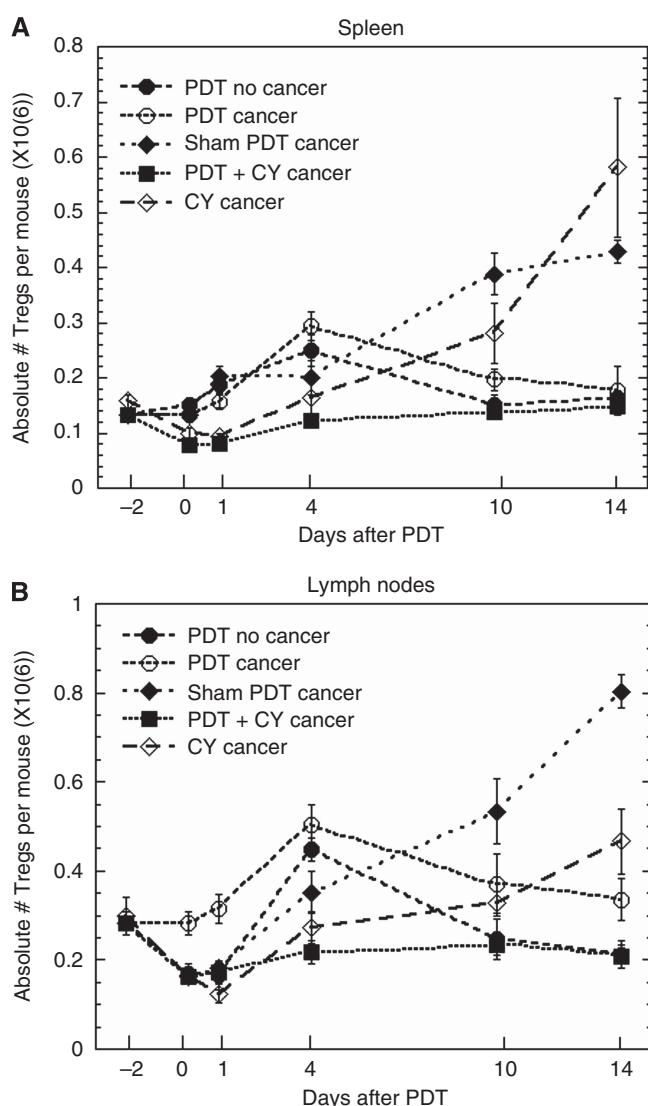 A
Spleen
0.8
0.7
0.6
0.5
0.4
0.3
0.2
0.1
0
Absolute # Tregs per mouse (X10(6))
PDT no cancer
PDT cancer
Sham PDT cancer
PDT + CY cancer
CY cancer
–2 0 1 4 10 14
Days after PDT
B
Lymph nodes
1
0.8
0.6
0.4
0.2
0
Absolute # Tregs per mouse (X10(6))
PDT no cancer
PDT cancer
Sham PDT cancer
PDT + CY cancer
CY cancer
–2 0 1 4 10 14
Days after PDT